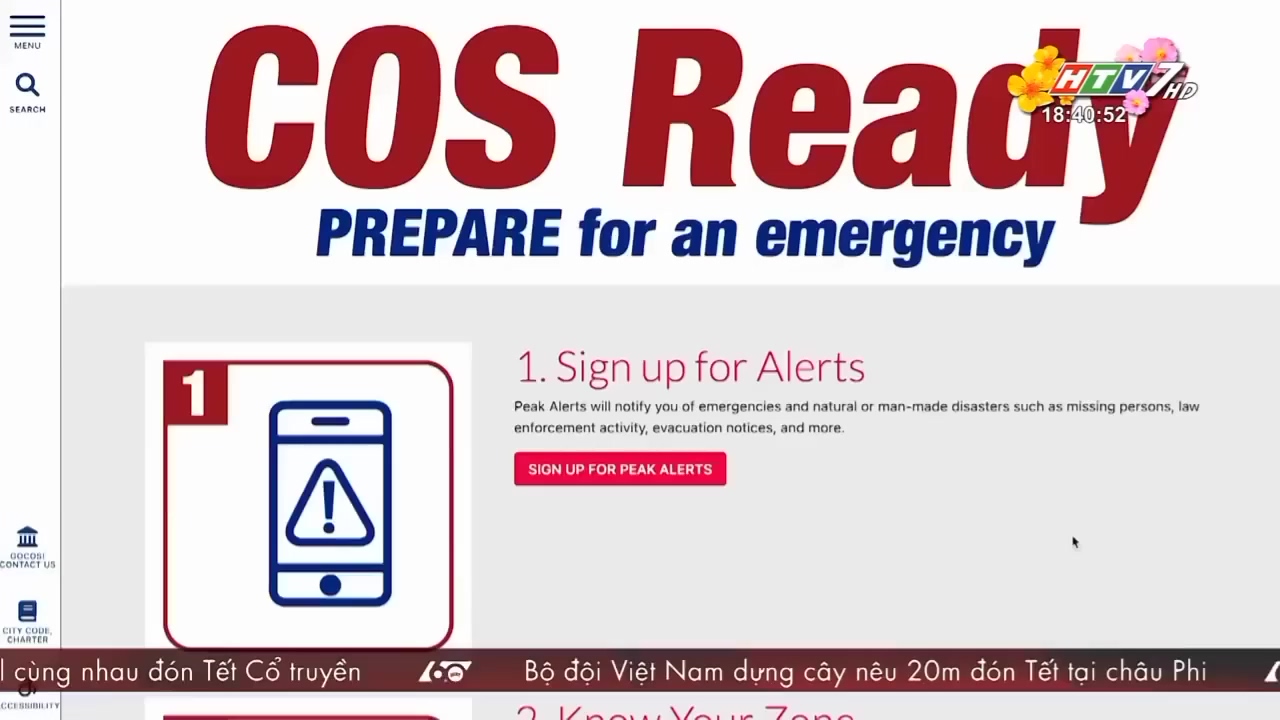 MENU
SEARCH
COS Ready
HTV7 HD
18:40:52
PREPARE for an emergency
1
1. Sign up for Alerts
Peak Alerts will notify you of emergencies and natural or man-made disasters such as missing persons, law
enforcement activity, evacuation notices, and more.
SIGN UP FOR PEAK ALERTS
GOCOS!
CONTACT US
CITY CODE,
CHARTER
cùng nhau đón Tết Cổ truyền
60
Bộ đội Việt Nam dựng cây nêu 20m đón Tết tại châu Phi
ACCESSIBILITY
2. Know Your Zone